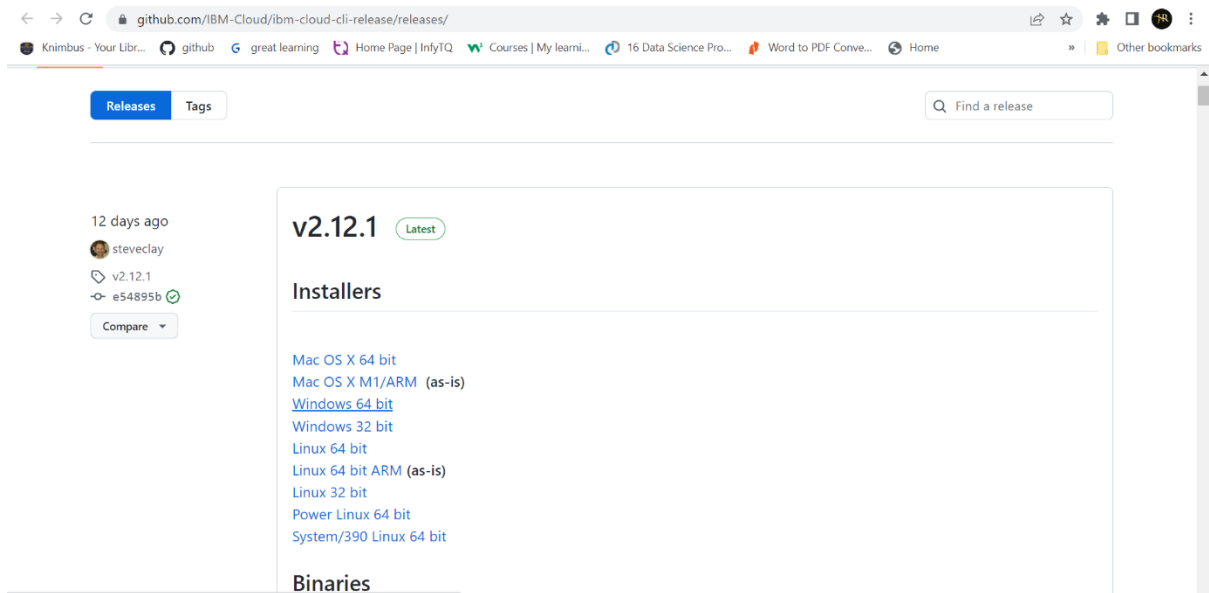 github.com/IBM-Cloud/ibm-cloud-cli-release/releases/
Knimbus - Your Libr... github great learning Home Page | InfyTQ Courses | My learni... 16 Data Science Pro... Word to PDF Conve... Home » Other bookmarks
Releases Tags Find a release
12 days ago
steveclay
v2.12.1
e54895b
Compare
v2.12.1 Latest
Installers
Mac OS X 64 bit
Mac OS X M1/ARM (as-is)
Windows 64 bit
Windows 32 bit
Linux 64 bit
Linux 64 bit ARM (as-is)
Linux 32 bit
Power Linux 64 bit
System/390 Linux 64 bit
Binaries